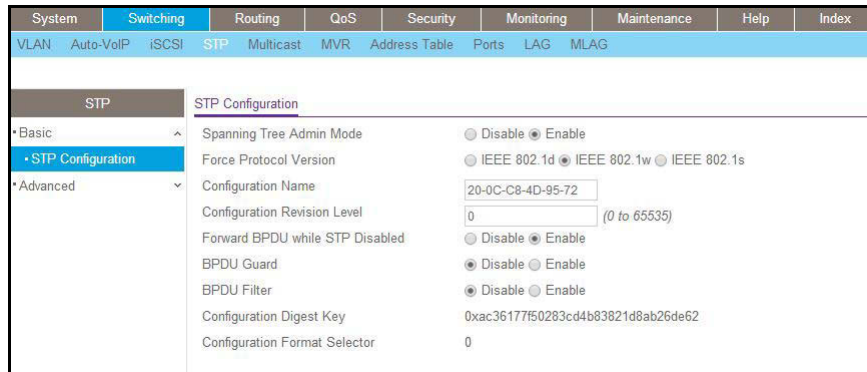 System Switching Routing QoS Security Monitoring Maintenance Help Index
VLAN Auto-VoIP iSCSI STP Multicast MVR Address Table Ports LAG MLAG
STP
Basic
STP Configuration
Advanced
STP Configuration
Spanning Tree Admin Mode Disable Enable
Force Protocol Version IEEE 802.1d IEEE 802.1w IEEE 802.1s
Configuration Name 20-0C-C8-4D-95-72
Configuration Revision Level 0 (0 to 65535)
Forward BPDU while STP Disabled Disable Enable
BPDU Guard Disable Enable
BPDU Filter Disable Enable
Configuration Digest Key 0xac36177f50283cd4b83821d8ab26de62
Configuration Format Selector 0